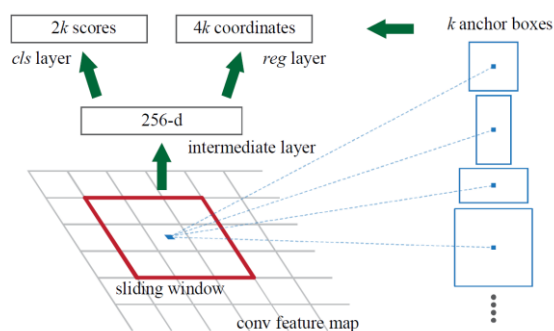 2k scores
4k coordinates
k anchor boxes
cls layer
reg layer
256-d
intermediate layer
sliding window
conv feature map